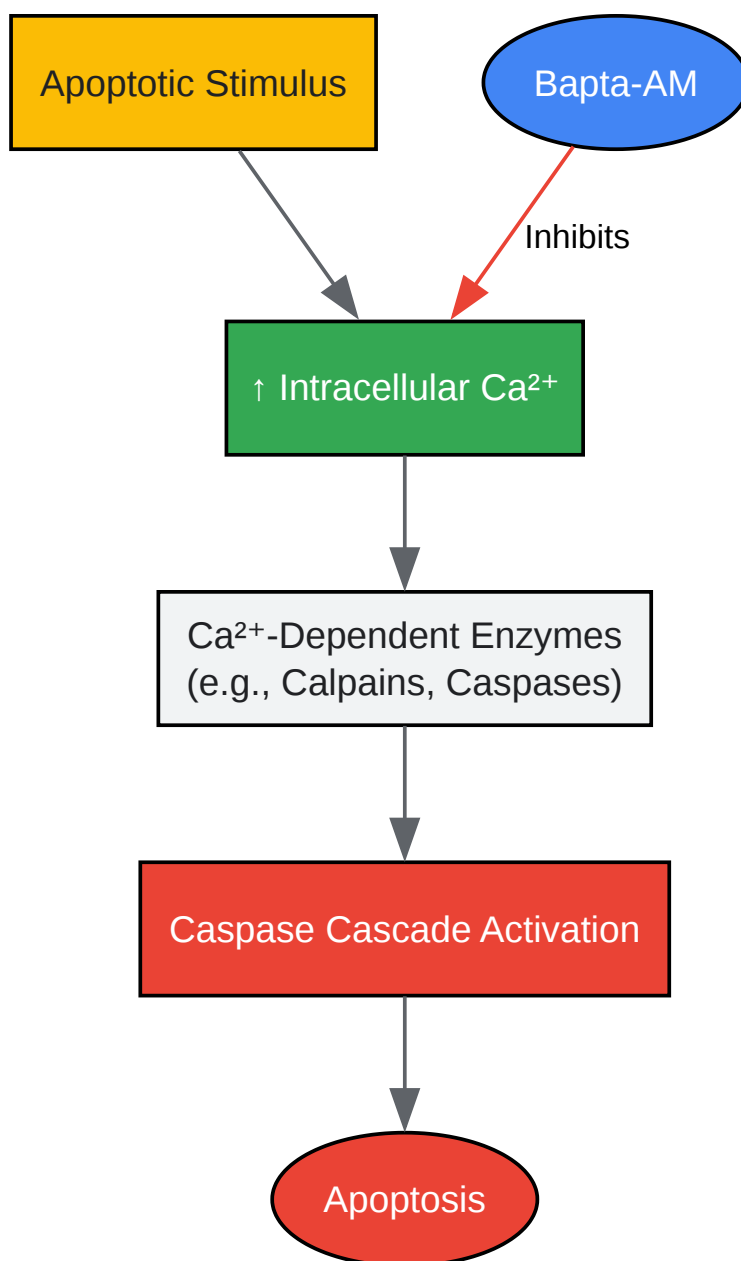 Apoptotic Stimulus
Bapta-AM
Inhibits
↑ Intracellular Ca²⁺
Ca²⁺-Dependent Enzymes
(e.g., Calpains, Caspases)
Caspase Cascade Activation
Apoptosis